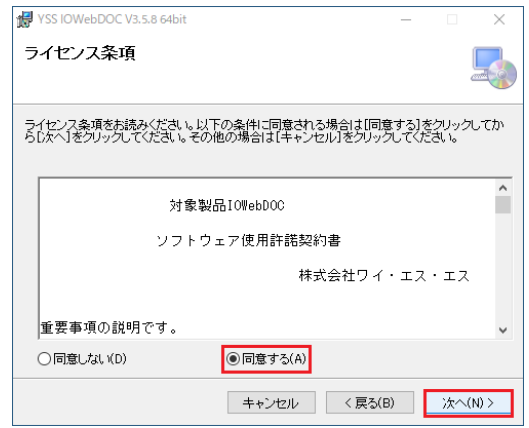 YSS IOWebDOC V3.5.8 64bit
ライセンス条項
ライセンス条項をお読みください。以下の条件に同意される場合は[同意する]をクリックしてか
ら[次へ]をクリックしてください。その他の場合は[キャンセル]をクリックしてください。
対象製品IOWebDOC
ソフトウェア使用許諾契約書
株式会社ワイ・エス・エス
重要事項の説明です。
同意しない(D)
同意する(A)
キャンセル
< 戻る(B)
次へ(N) >